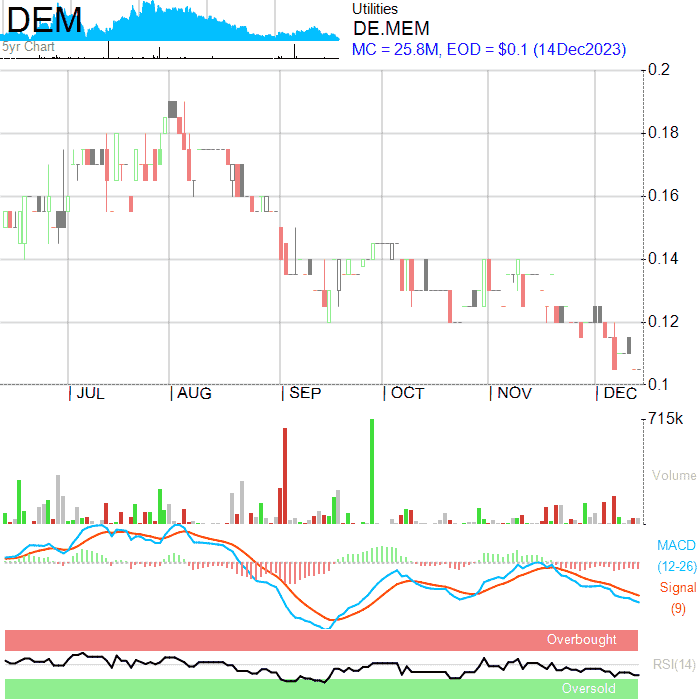 DEM
5yr Chart
Utilities
DE.MEM
MC = 25.8M, EOD = $0.1 (14Dec2023)
0.2
0.18
0.16
0.14
0.12
0.1
JUL AUG SEP OCT NOV DEC
715k
Volume
MACD
(12-26)
Signal
(9)
Overbought
RSI(14)
Oversold